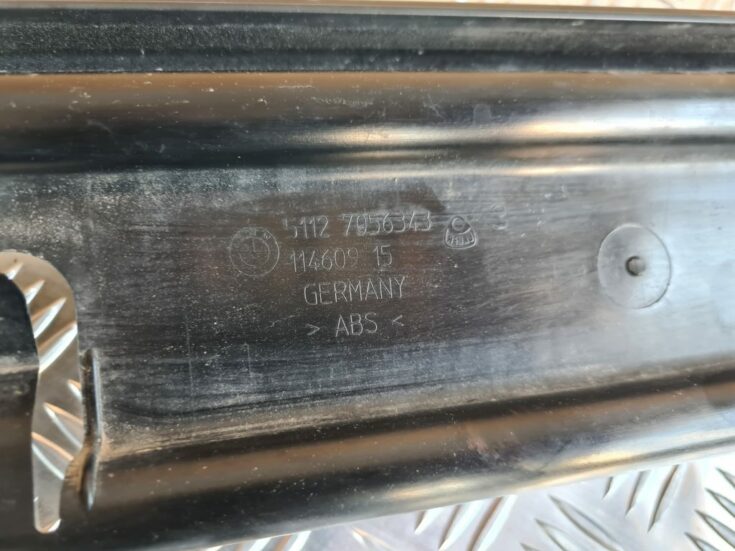 5112 7056343
114609 15
GERMANY
> ABS <